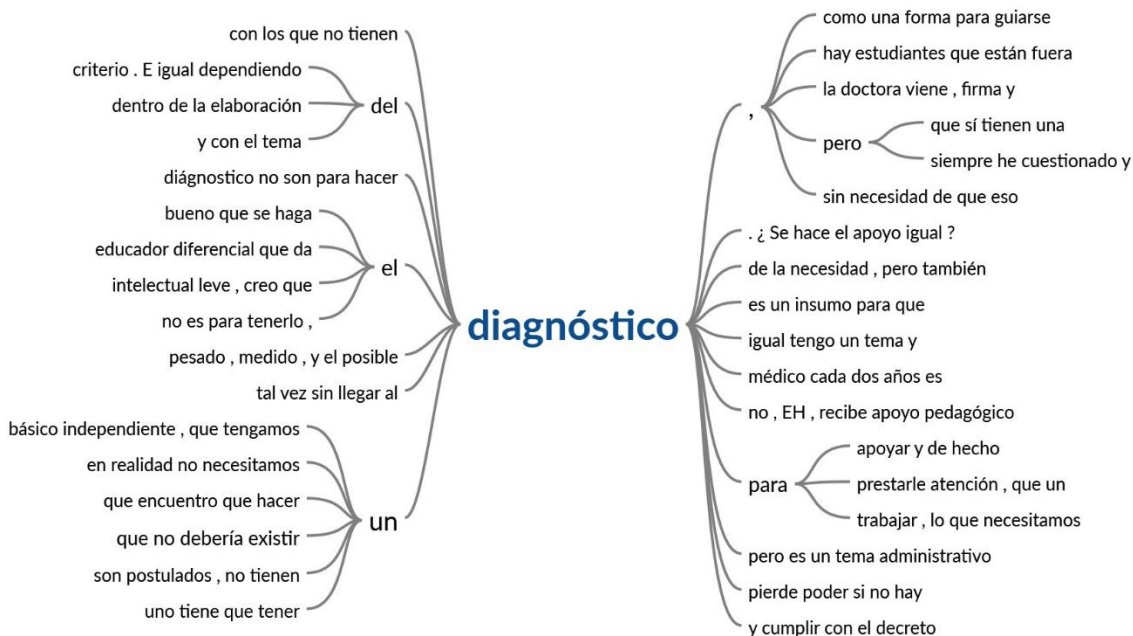 con los que no tienen
criterio . E igual dependiendo
dentro de la elaboración
y con el tema
del
diágnostico no son para hacer
bueno que se haga
educador diferencial que da
intelectual leve , creo que
no es para tenerlo ,
el
pesado , medido , y el posible
tal vez sin llegar al
básico independiente , que tengamos
en realidad no necesitamos
que encuentro que hacer
que no debería existir
son postulados , no tienen
uno tiene que tener
un
diagnóstico
,
como una forma para guiarse
hay estudiantes que están fuera
la doctora viene , firma y
pero
que sí tienen una
siempre he cuestionado y
sin necesidad de que eso
. ¿ Se hace el apoyo igual ?
de la necesidad , pero también
es un insumo para que
igual tengo un tema y
médico cada dos años es
no , EH , recibe apoyo pedagógico
para
apoyar y de hecho
prestarle atención , que un
trabajar , lo que necesitamos
pero es un tema administrativo
pierde poder si no hay
y cumplir con el decreto